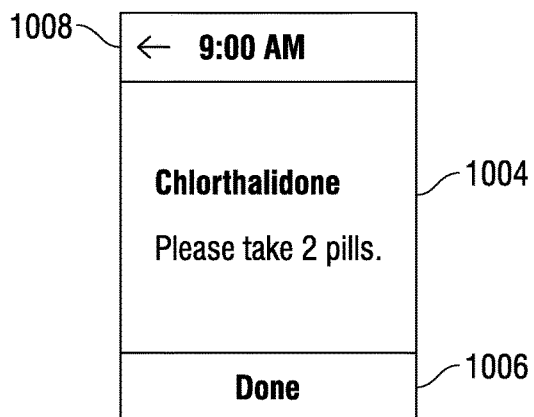 1008
← 9:00 AM
Chlorthalidone
1004
Please take 2 pills.
1006
Done